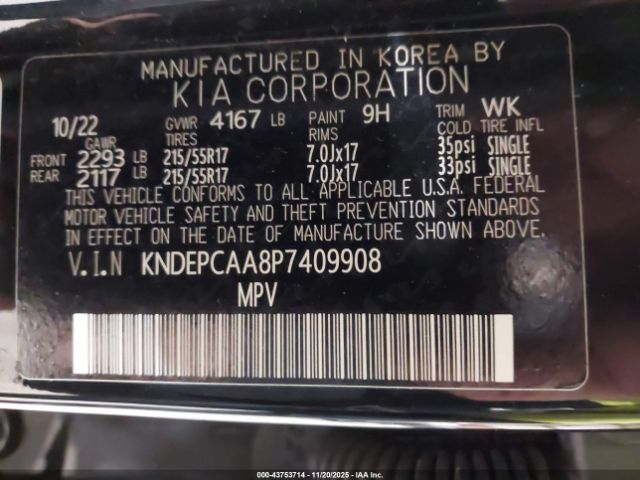 MANUFACTURED IN KOREA BY
KIA CORPORATION
10/22 GVWR 4167 LB PAINT 9H TRIM WK
GAWR TIRES RIMS COLD TIRE INFL
FRONT 2293 LB 215/55R17 7.0Jx17 35psi SINGLE
REAR 2117 LB 215/55R17 7.0Jx17 33psi SINGLE
THIS VEHICLE CONFORMS TO ALL APPLICABLE U.S.A. FEDERAL
MOTOR VEHICLE SAFETY AND THEFT PREVENTION STANDARDS
IN EFFECT ON THE DATE OF MANUFACTURE SHOWN ABOVE.
V.I.N KNDEPCAA8P7409908
MPV
000-43753714 - 11/20/2025 - IAA Inc.